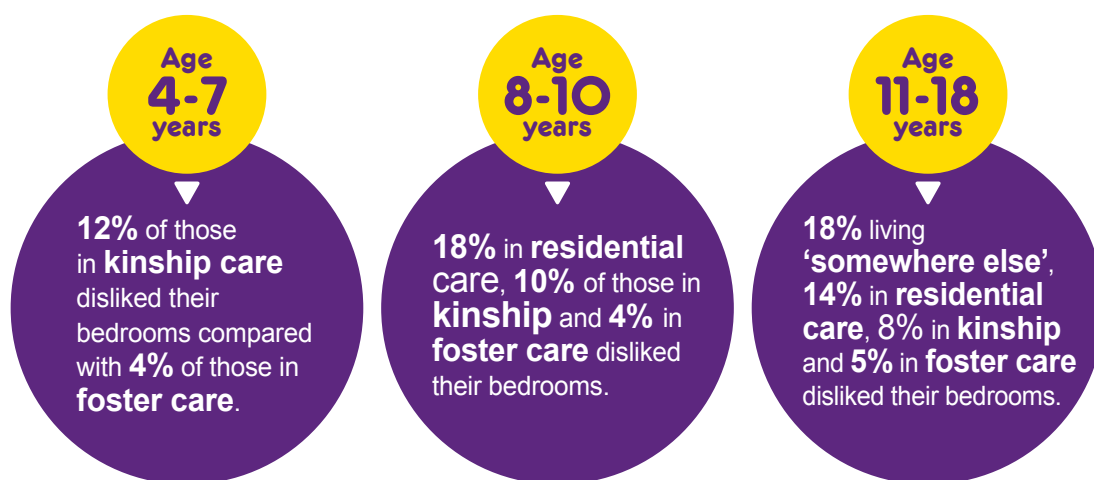 Age
4-7
years
12% of those
in kinship care
disliked their
bedrooms compared
with 4% of those in
foster care.
Age
8-10
years
18% in residential
care, 10% of those in
kinship and 4% in
foster care disliked
their bedrooms.
Age
11-18
years
18% living
‘somewhere else’,
14% in residential
care, 8% in kinship
and 5% in foster care
disliked their bedrooms.